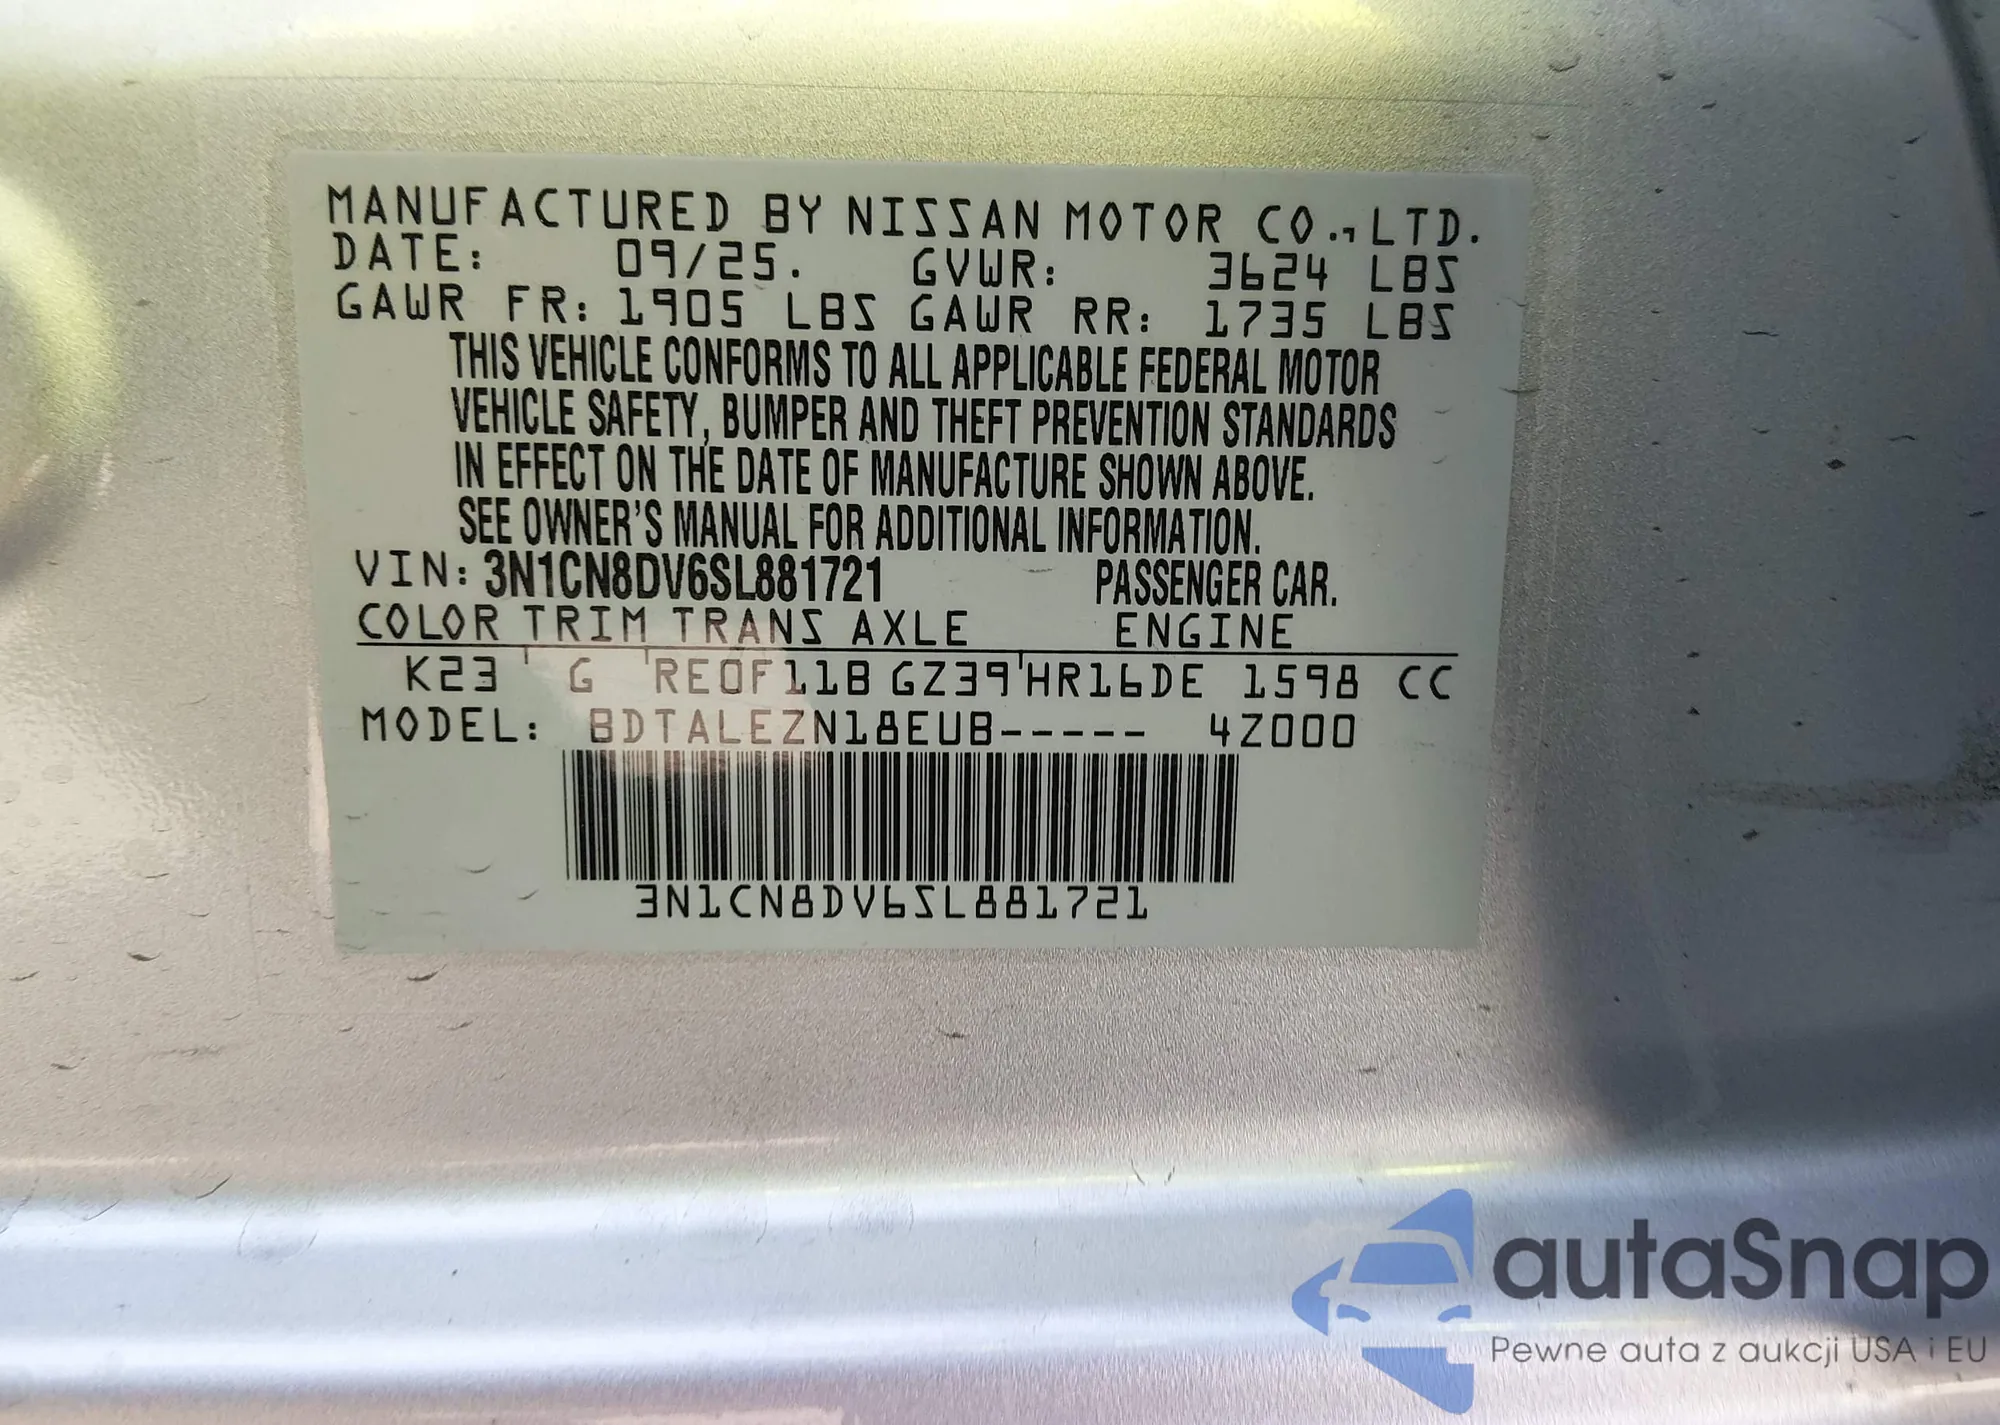 MANUFACTURED BY NISSAN MOTOR CO., LTD.
DATE: 09/25. GVWR: 3624 LBS
GAWR FR: 1905 LBS GAWR RR: 1735 LBS
THIS VEHICLE CONFORMS TO ALL APPLICABLE FEDERAL MOTOR
VEHICLE SAFETY, BUMPER AND THEFT PREVENTION STANDARDS
IN EFFECT ON THE DATE OF MANUFACTURE SHOWN ABOVE.
SEE OWNER'S MANUAL FOR ADDITIONAL INFORMATION.
VIN: 3N1CN8DV6SL881721 PASSENGER CAR.
COLOR TRIM TRANS AXLE ENGINE
K23 G RE0F11B GZ39 HR16DE 1598 CC
MODEL: BDTALEZN18EUB----- 4Z000
3N1CN8DV6SL881721
autaSnap
Pewne auta z aukcji USA i EU